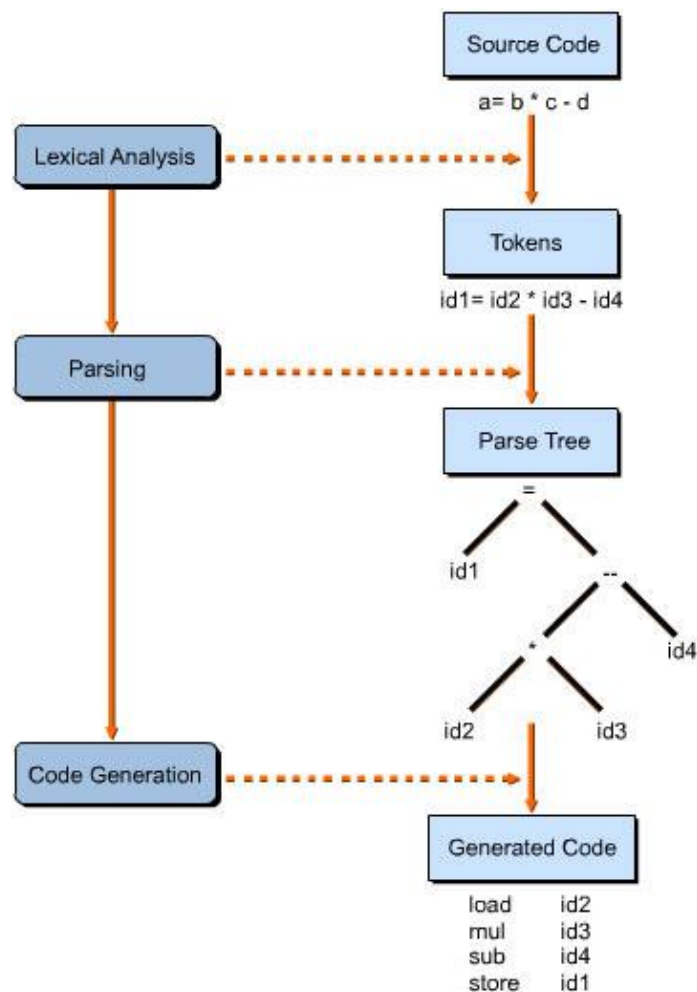 Source Code
a= b * c - d
Lexical Analysis
Tokens
id1= id2 * id3 - id4
Parsing
Parse Tree
=
id1
--
*
id4
id2
id3
Code Generation
Generated Code
load id2
mul id3
sub id4
store id1